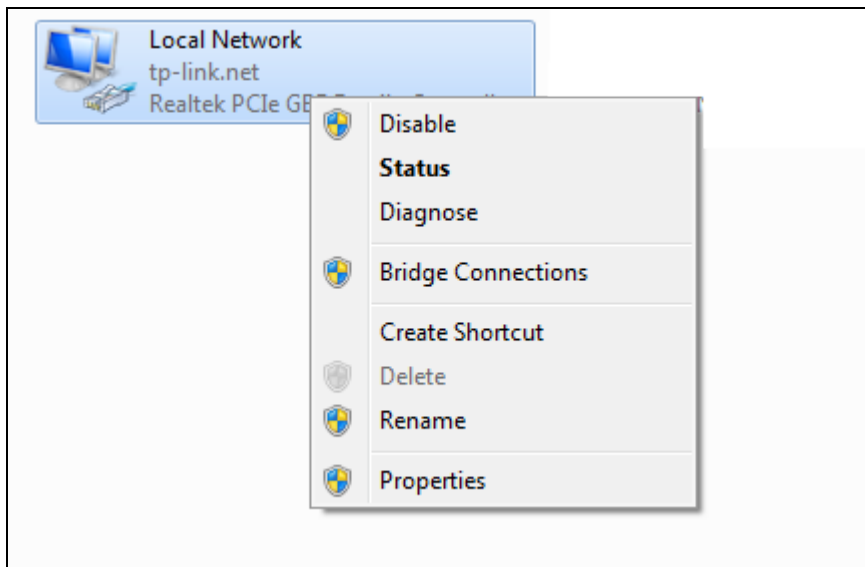 Local Network
tp-link.net
Realtek PCIe
Disable
Status
Diagnose
Bridge Connections
Create Shortcut
Delete
Rename
Properties